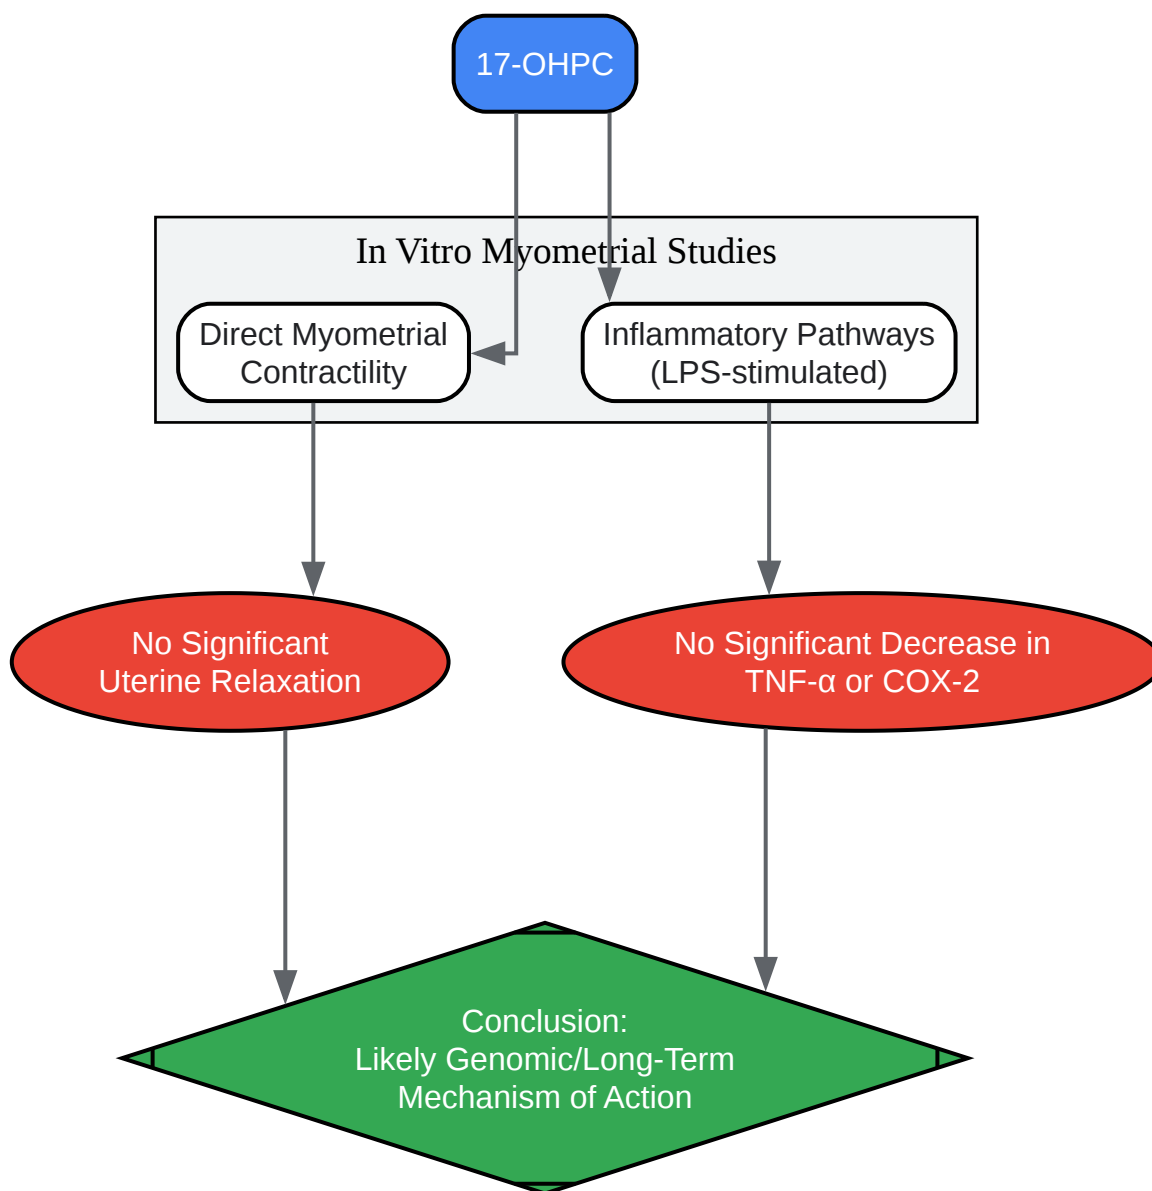 17-OHPC
In Vitro Myometrial Studies
Direct Myometrial
Contractility
Inflammatory Pathways
(LPS-stimulated)
No Significant
Uterine Relaxation
No Significant Decrease in
TNF-α or COX-2
Conclusion:
Likely Genomic/Long-Term
Mechanism of Action